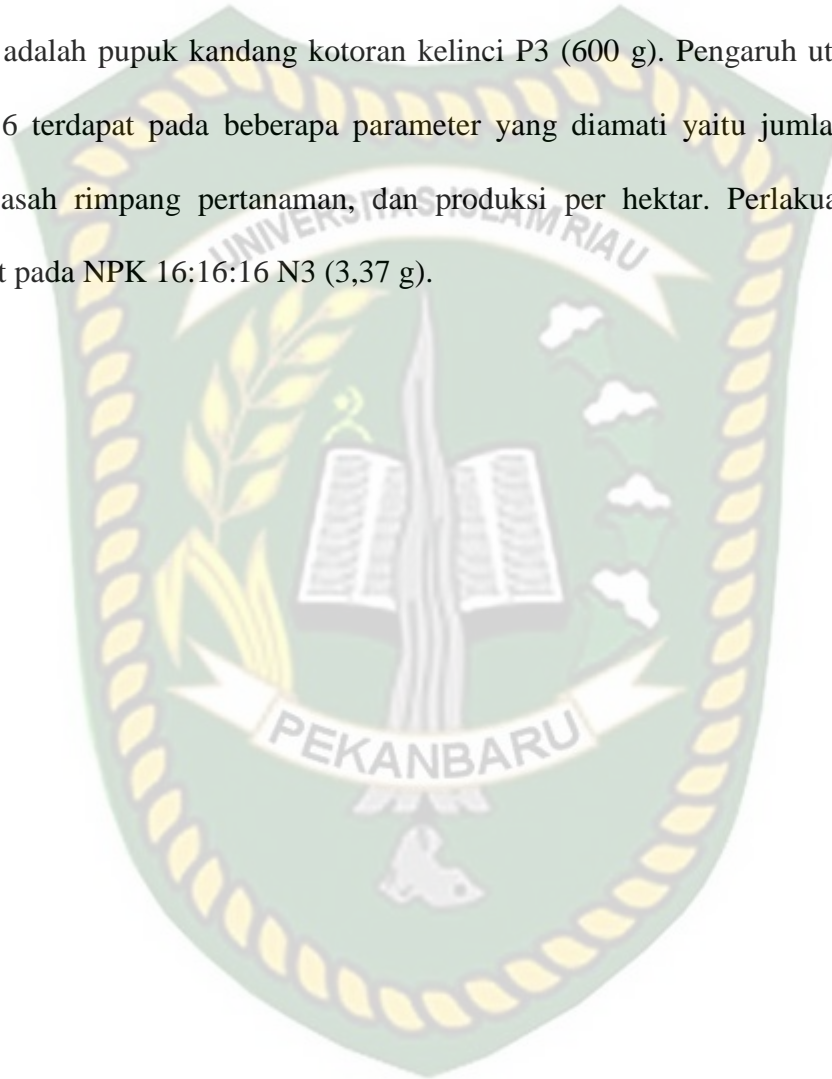 adalah pupuk kandang kotoran kelinci P3 (600 g). Pengaruh ut
6 terdapat pada beberapa parameter yang diamati yaitu jumla
asah rimpang pertanaman, dan produksi per hektar. Perlakua
t pada NPK 16:16:16 N3 (3,37 g).
UNIVERSITAS ISLAM RIAU
PEKANBARU